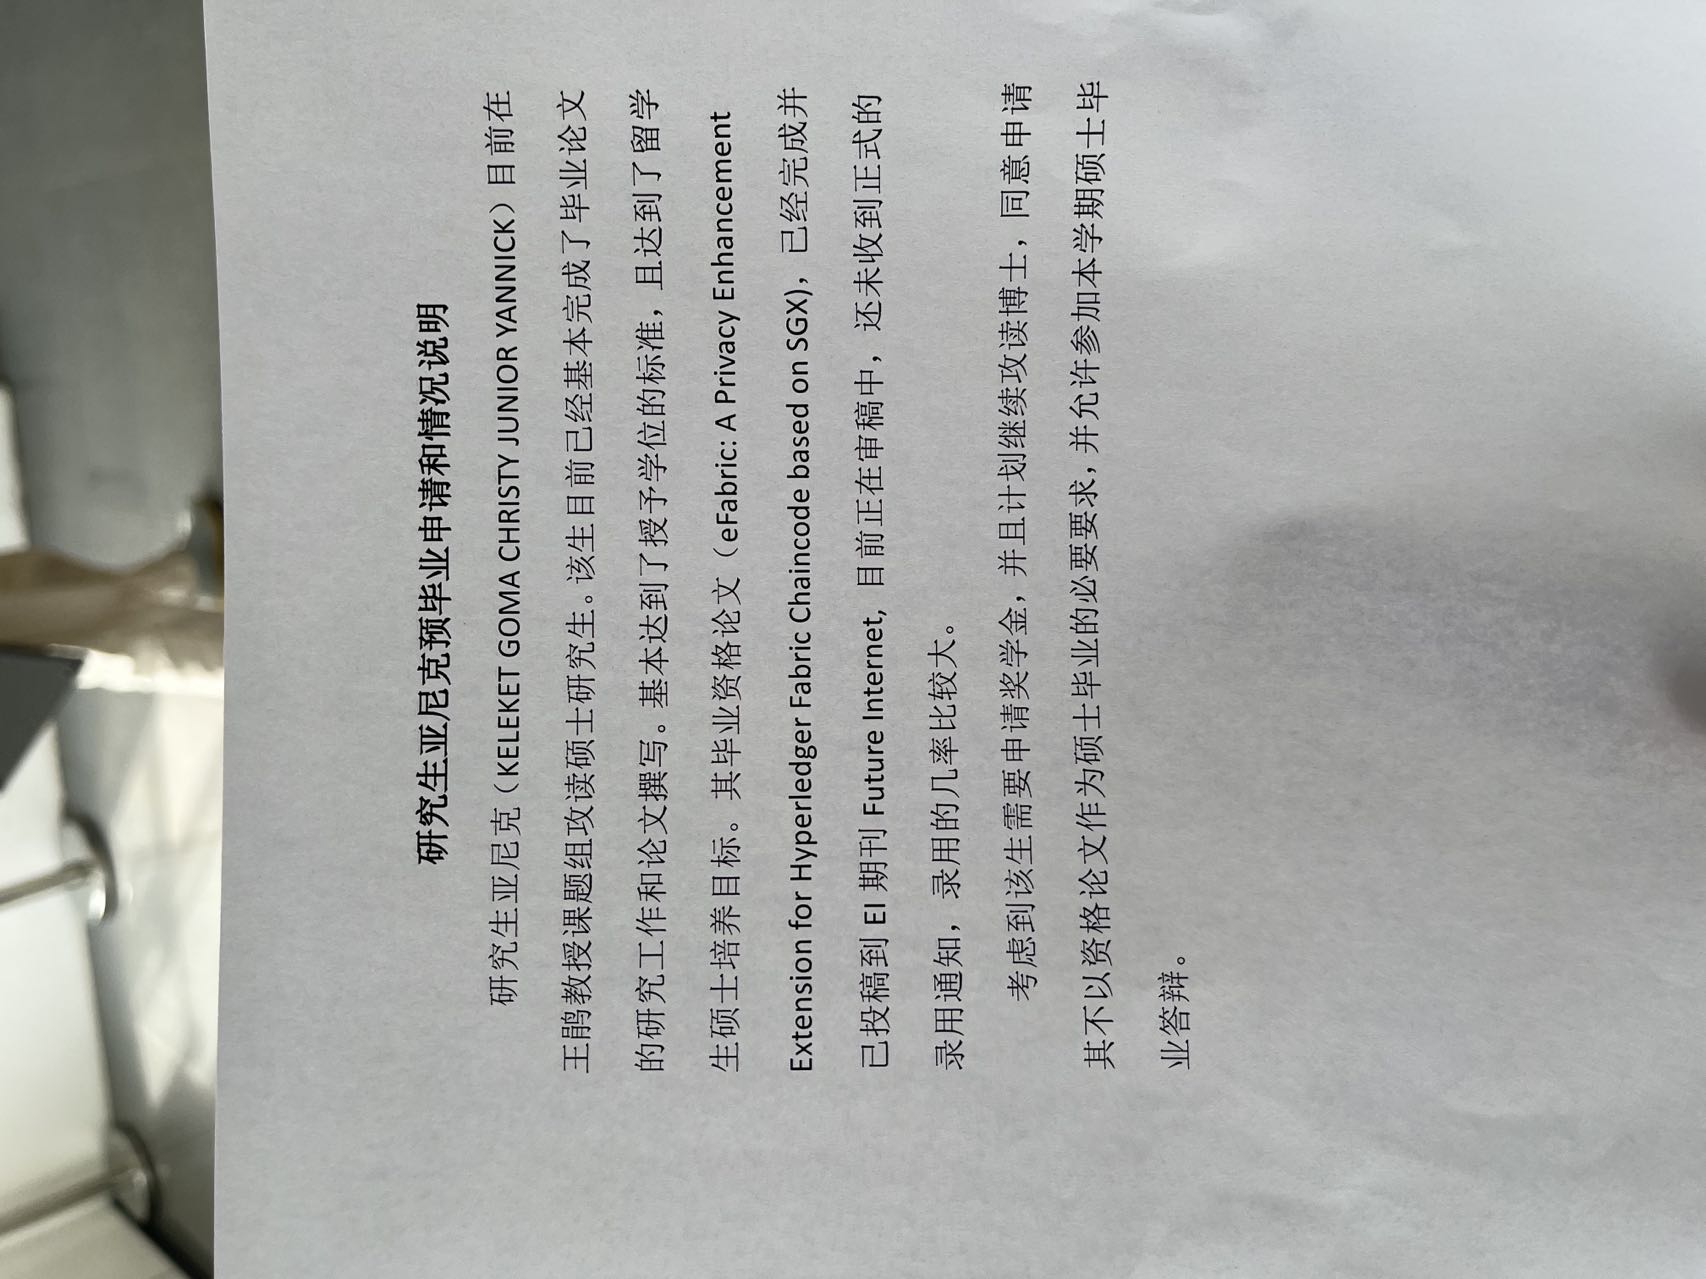 研究生亚尼克预毕业申请和情况说明
研究生亚尼克（KELEKET GOMA CHRISTY JUNIOR YANNICK）目前在
王鹃教授课题组攻读硕士研究生。该生目前已经基本完成了毕业论文
的研究工作和论文撰写。基本达到了授予学位的标准，且达到了留学
生硕士培养目标。其毕业资格论文（eFabric: A Privacy Enhancement
Extension for Hyperledger Fabric Chaincode based on SGX)，已经完成并
已投稿到 EI 期刊 Future Internet, 目前正在审稿中，还未收到正式的
录用通知，录用的几率比较大。
考虑到该生需要申请奖学金，并且计划继续攻读博士，同意申请
其不以资格论文作为硕士毕业的必要要求，并允许参加本学期硕士毕
业答辩。